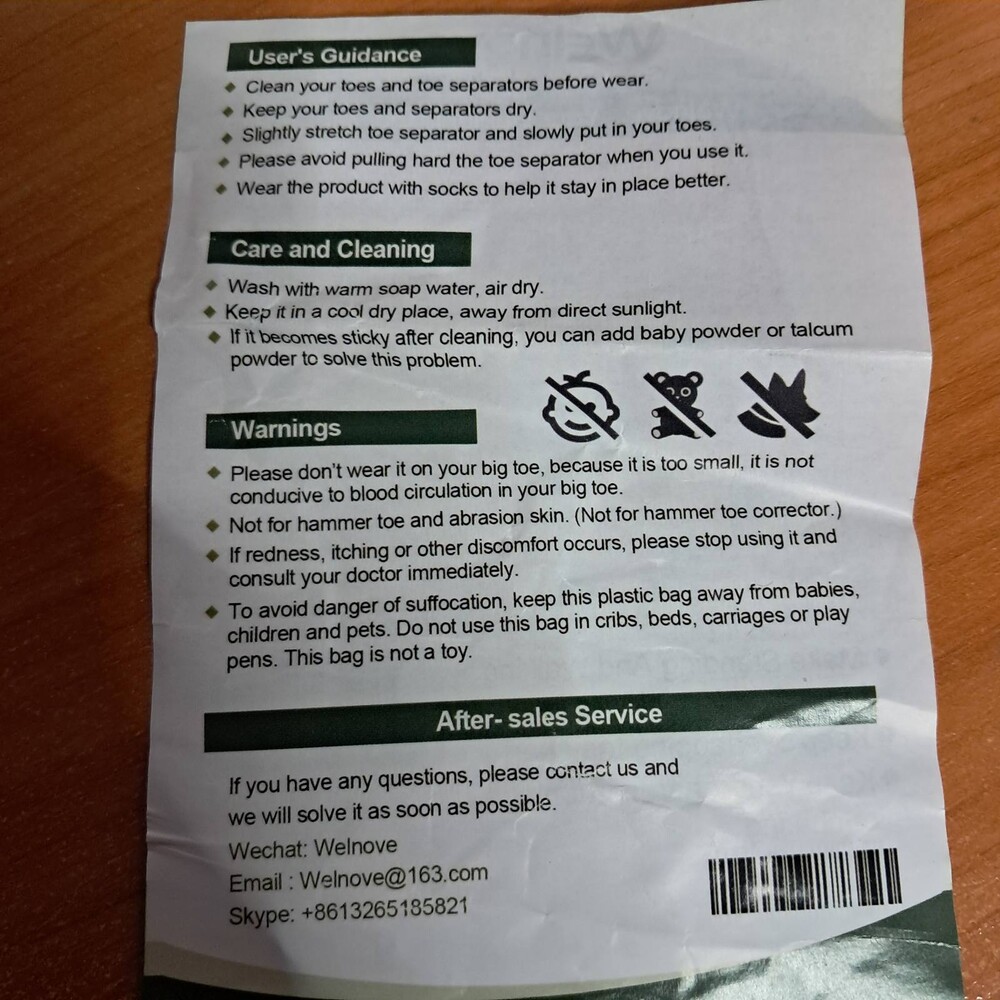 User's Guidance
Clean your toes and toe separators before wear.
Keep your toes and separators dry.
Slightly stretch toe separator and slowly put in your toes.
Please avoid pulling hard the toe separator when you use it.
Wear the product with socks to help it stay in place better.
Care and Cleaning
Wash with warm soap water, air dry.
Keep it in a cool dry place, away from direct sunlight.
If it becomes sticky after cleaning, you can add baby powder or talcum
powder to solve this problem.
Warnings
Please don't wear it on your big toe, because it is too small, it is not
conducive to blood circulation in your big toe.
Not for hammer toe and abrasion skin. (Not for hammer toe corrector.)
If redness, itching or other discomfort occurs, please stop using it and
consult your doctor immediately.
To avoid danger of suffocation, keep this plastic bag away from babies,
children and pets. Do not use this bag in cribs, beds, carriages or play
pens. This bag is not a toy.
After- sales Service
If you have any questions, please contact us and
we will solve it as soon as possible.
Wechat: Welnove
Email : Welnove@163.com
Skype: +8613265185821